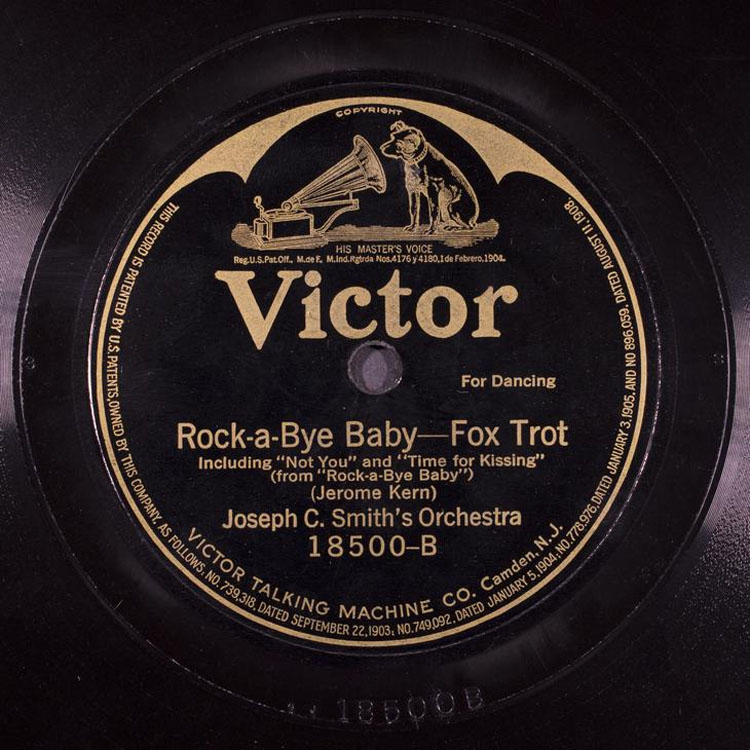 COPYRIGHT
HIS MASTER'S VOICE
Reg.U.S.Pat.Off., M.de F., M.Ind.Rgtrda Nos.4176 y 4180,1 de Febrero,1904.
Victor
For Dancing
Rock-a-Bye Baby—Fox Trot
Including "Not You" and "Time for Kissing"
(from "Rock-a-Bye Baby")
(Jerome Kern)
Joseph C. Smith's Orchestra
18500-B
VICTOR TALKING MACHINE CO. Camden, N.J.
THIS RECORD IS PATENTED BY U.S. PATENTS, OWNED BY THIS COMPANY, AS FOLLOWS, NO. 739,318, DATED SEPTEMBER 22, 1903; NO. 749,092, DATED JANUARY 5, 1904, NO. 778,976, DATED JANUARY 3, 1905, AND NO 896,059, DATED AUGUST 11, 1908.
18500B